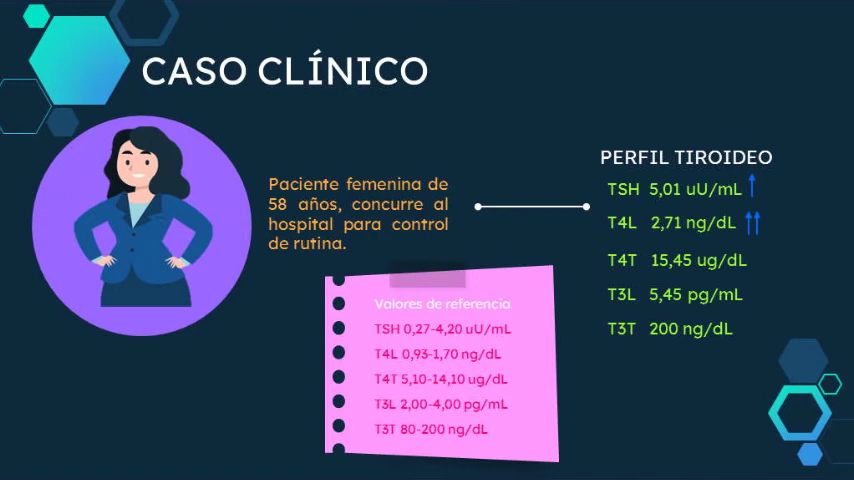 CASO CLÍNICO
Paciente femenina de
58 años, concurre al
hospital para control
de rutina.
PERFIL TIROIDEO
TSH 5,01 uU/mL
T4L 2,71 ng/dL
T4T 15,45 ug/dL
T3L 5,45 pg/mL
T3T 200 ng/dL
Valores de referencia
TSH 0,27-4,20 uU/mL
T4L 0,93-1,70 ng/dL
T4T 5,10-14,10 ug/dL
T3L 2,00-4,00 pg/mL
T3T 80-200 ng/dL